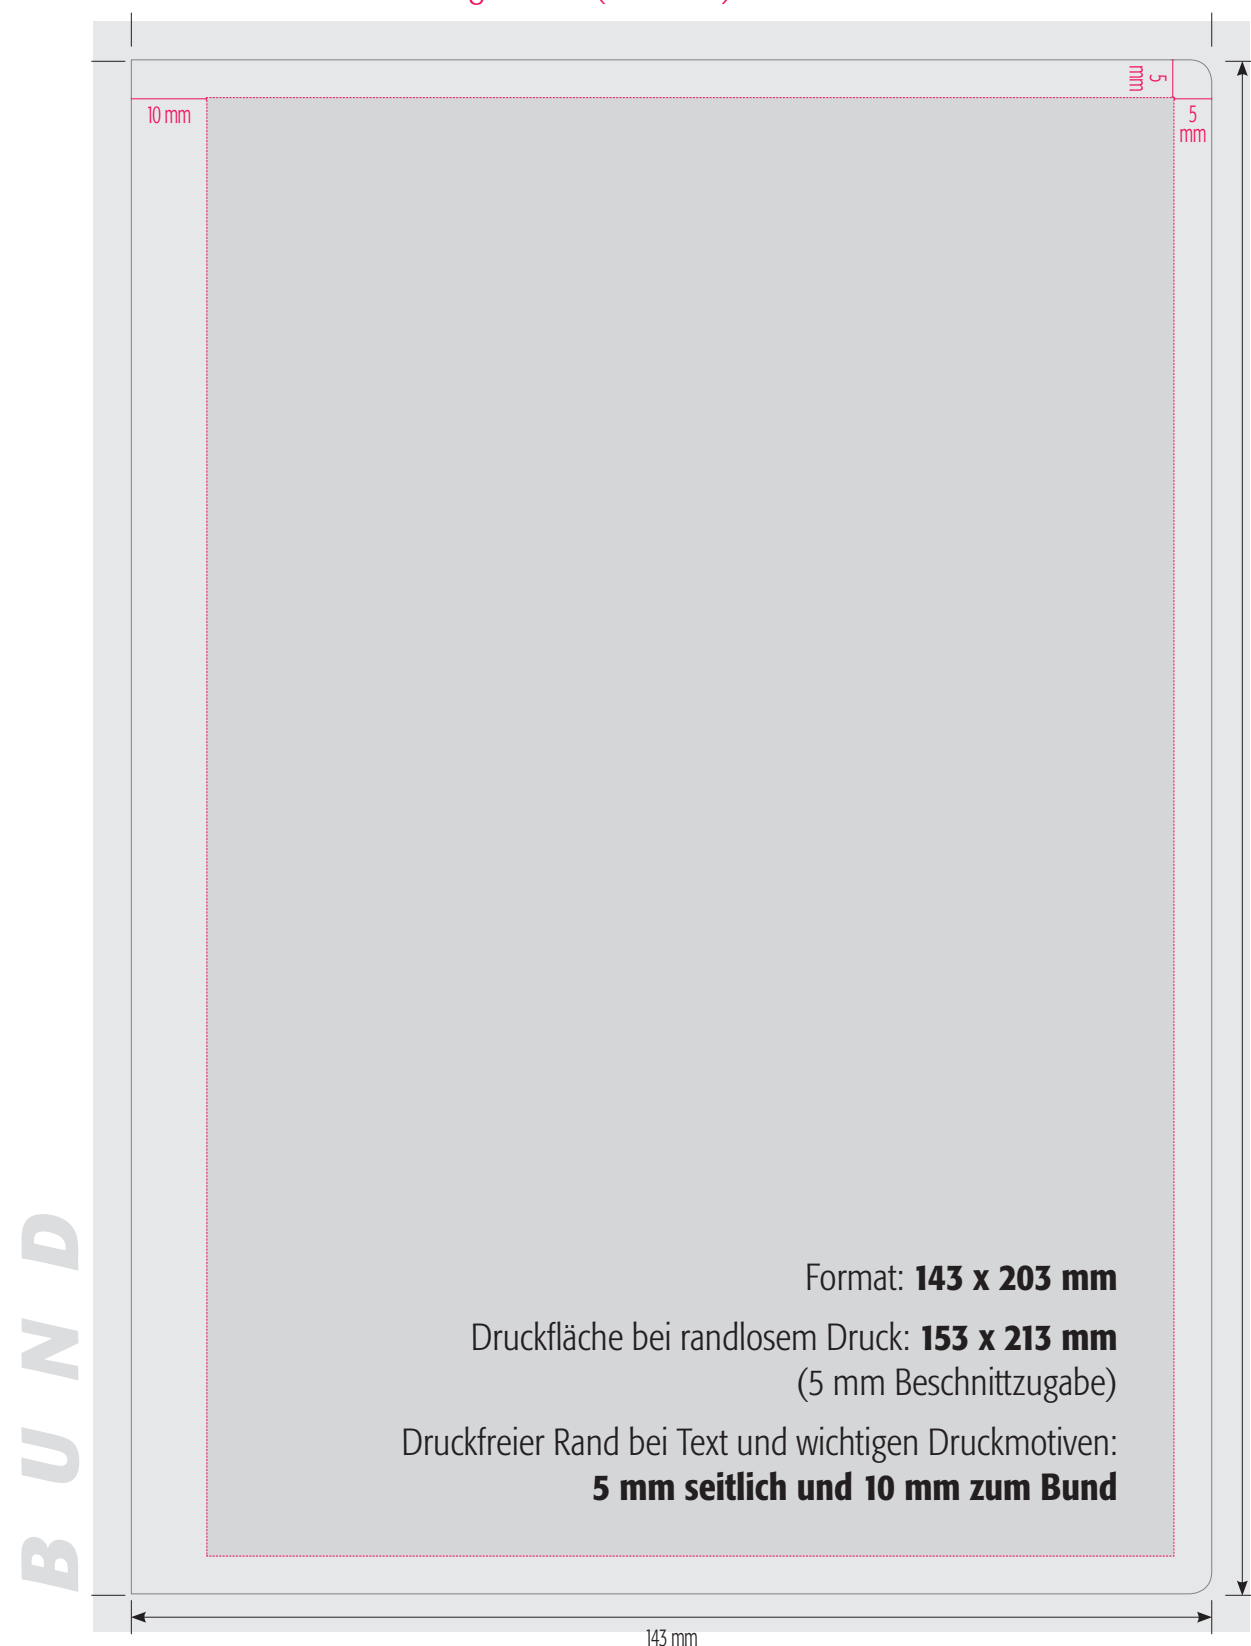 5 mm
10 mm
5
mm
BUND
Format: 143 x 203 mm
Druckfläche bei randlosem Druck: 153 x 213 mm
(5 mm Beschnittzugabe)
Druckfreier Rand bei Text und wichtigen Druckmotiven:
5 mm seitlich und 10 mm zum Bund
143 mm